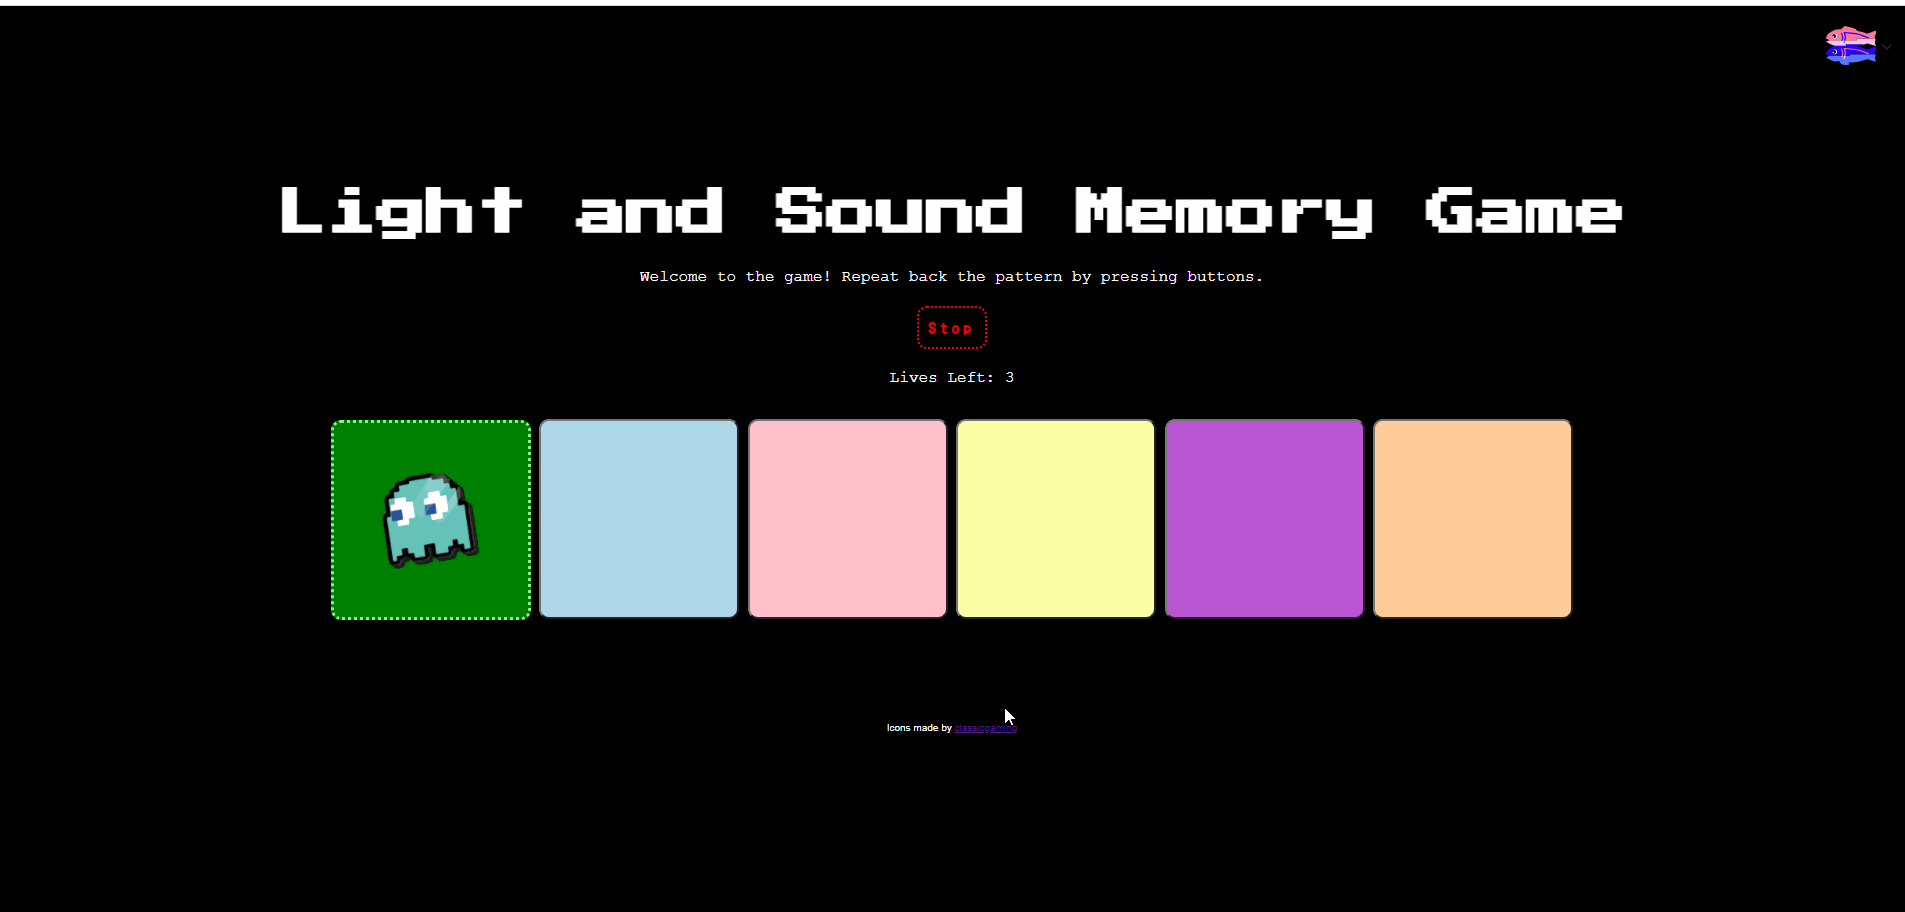 Light and Sound Memory Game
Welcome to the game! Repeat back the pattern by pressing buttons.
Stop
Lives Left: 3
Icons made by classicgaming